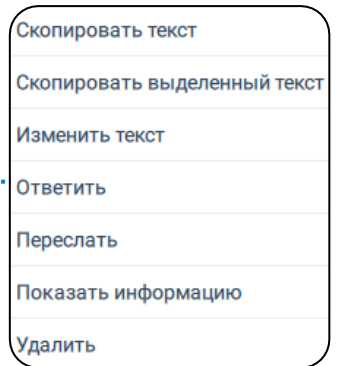 Скопировать текст
Скопировать выделенный текст
Изменить текст
Ответить
Переслать
Показать информацию
Удалить